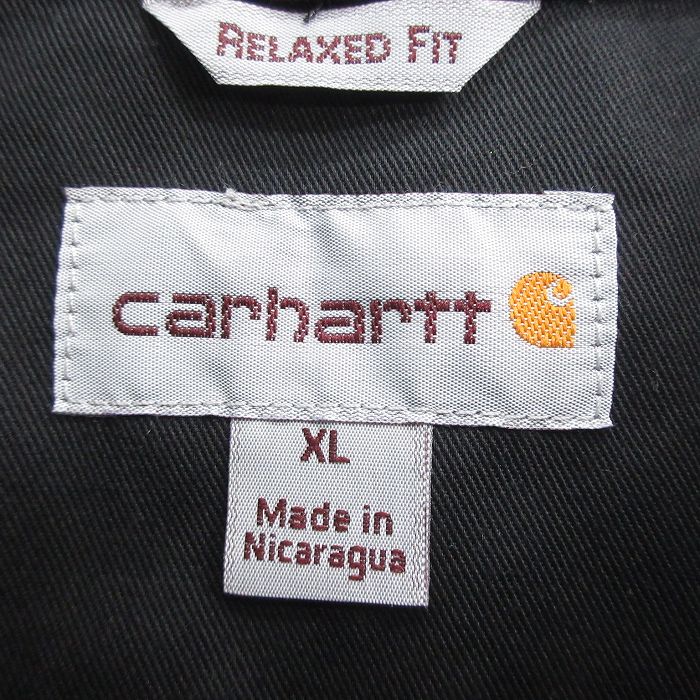 RELAXED FIT
carhartt
XL
Made in
Nicaragua